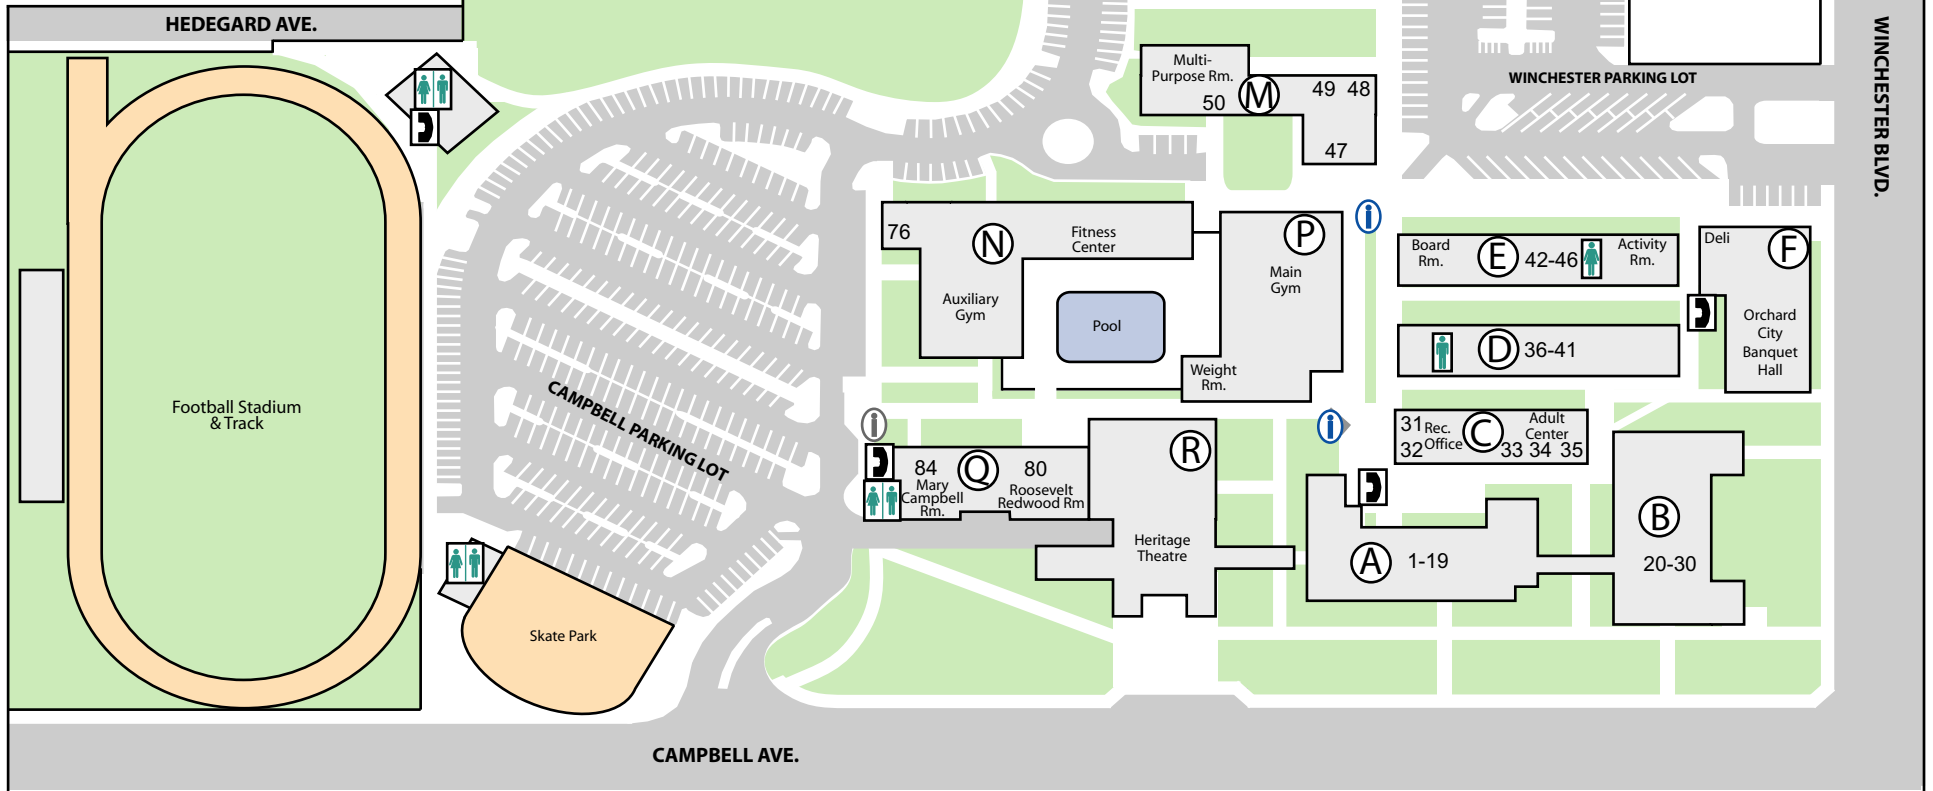 HEDEGARD AVE.
WINCHESTER BLVD.
WINCHESTER PARKING LOT
Multi-
Purpose Rm.
50
M
49 48
47
76
N
Fitness
Center
Auxiliary
Gym
Pool
P
Main
Gym
Weight
Rm.
i
Board
Rm.
E
42-46
Activity
Rm.
Deli
F
Orchard
City
Banquet
Hall
D
36-41
Football Stadium
& Track
CAMPBELL PARKING LOT
i
i
31 Rec.
32 Office
C
Adult
Center
33 34 35
84
Mary
Campbell
Rm.
Q
80
Roosevelt
Redwood Rm
R
Heritage
Theatre
A
1-19
B
20-30
Skate Park
CAMPBELL AVE.